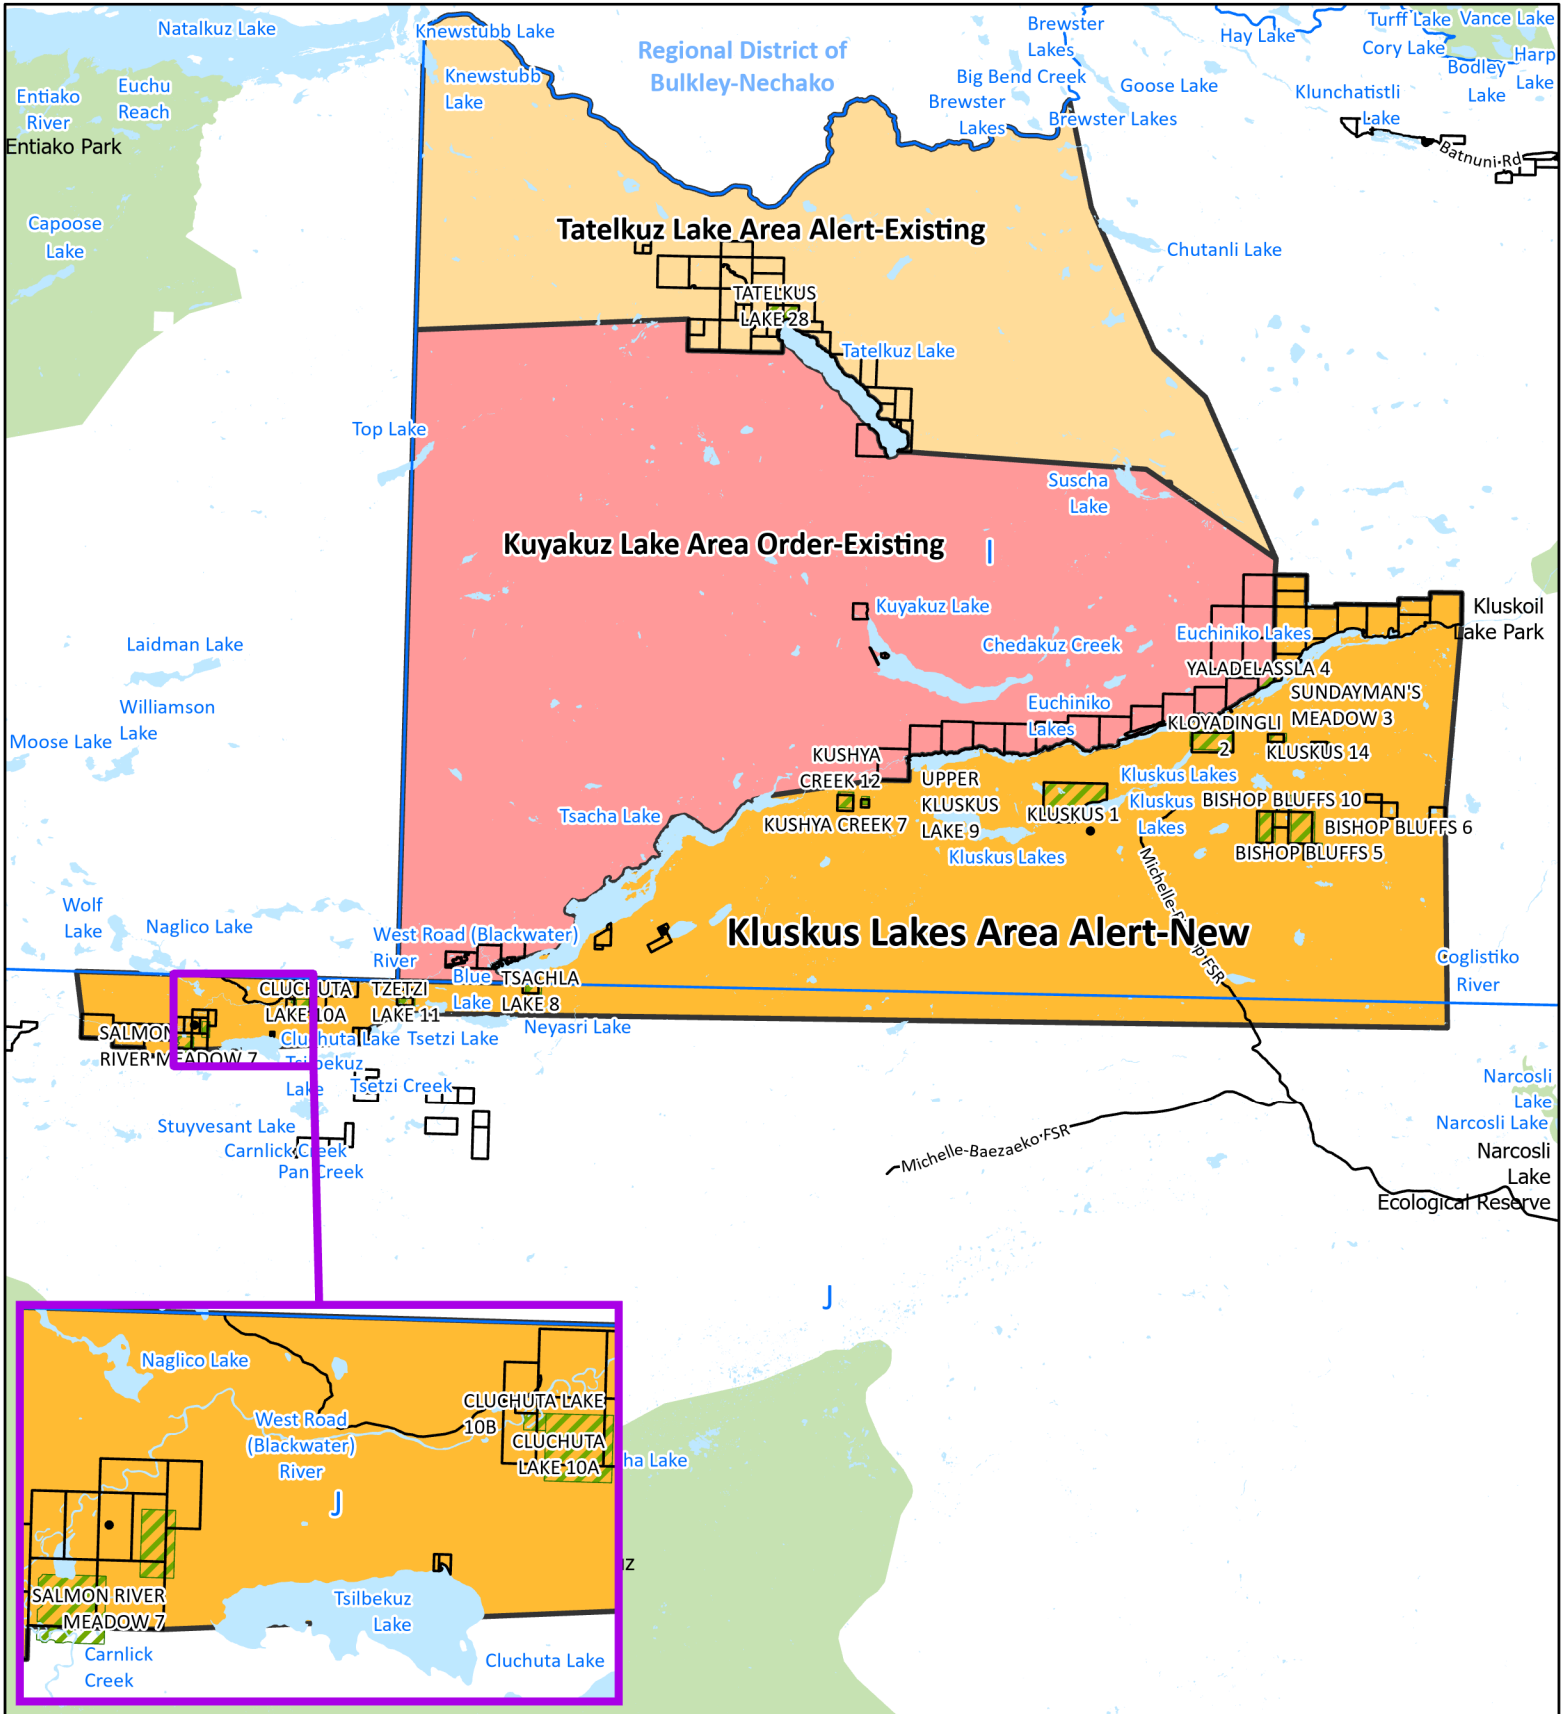 Natalkuz Lake
Knewstubb Lake
Regional District of
Bulkley-Nechako
Brewster
Lakes
Hay Lake
Turff Lake
Vance Lake
Cory Lake
Harp
Lake
Bodley
Lake
Knewstubb
Lake
Big Bend Creek
Goose Lake
Klunchatistli
Lake
Entiako
River
Euchu
Reach
Brewster
Lakes
Brewster Lakes
Entiako Park
Batnuni Rd
Capoose
Lake
Tatelkuz Lake Area Alert-Existing
Chutanli Lake
TATELKUS
LAKE 28
Tatelkuz Lake
Top Lake
Suscha
Lake
Kuyakuz Lake Area Order-Existing
I
Kuyakuz Lake
Kluskoil
Lake Park
Chedakuz Creek
Euchiniko Lakes
Laidman Lake
YALADELASSLA 4
SUNDAYMAN'S
MEADOW 3
Williamson
Lake
Euchiniko
Lakes
KLOYADINGLI
2
Moose Lake
KLUSKUS 14
KUSHYA
CREEK 12
UPPER
KLUSKUS
LAKE 9
Kluskus Lakes
Kluskus
Lakes
BISHOP BLUFFS 10
KLUSKUS 1
Tsacha Lake
KUSHYA CREEK 7
BISHOP BLUFFS 6
BISHOP BLUFFS 5
Kluskus Lakes
Wolf
Lake
Naglico Lake
West Road (Blackwater)
River
Kluskus Lakes Area Alert-New
Coglistiko
River
Blue
Lake
TSACHLA
LAKE 8
CLUCHUTA
LAKE 10A
TZETZI
LAKE 11
Neyasri Lake
SALMON
RIVER MEADOW 7
Cluchuta Lake
Tsetzi Lake
Tsilbekuz
Lake
Tsetzi Creek
Narcosli
Lake
Narcosli Lake
Stuyvesant Lake
Carnlick Creek
Pan Creek
Michelle-Baezaeko FSR
Narcosli
Lake
Ecological Reserve
J
Naglico Lake
CLUCHUTA LAKE
10B
West Road
(Blackwater)
River
CLUCHUTA
LAKE 10A
ha Lake
J
SALMON RIVER
MEADOW 7
Tsilbekuz
Lake
Carnlick
Creek
Cluchuta Lake